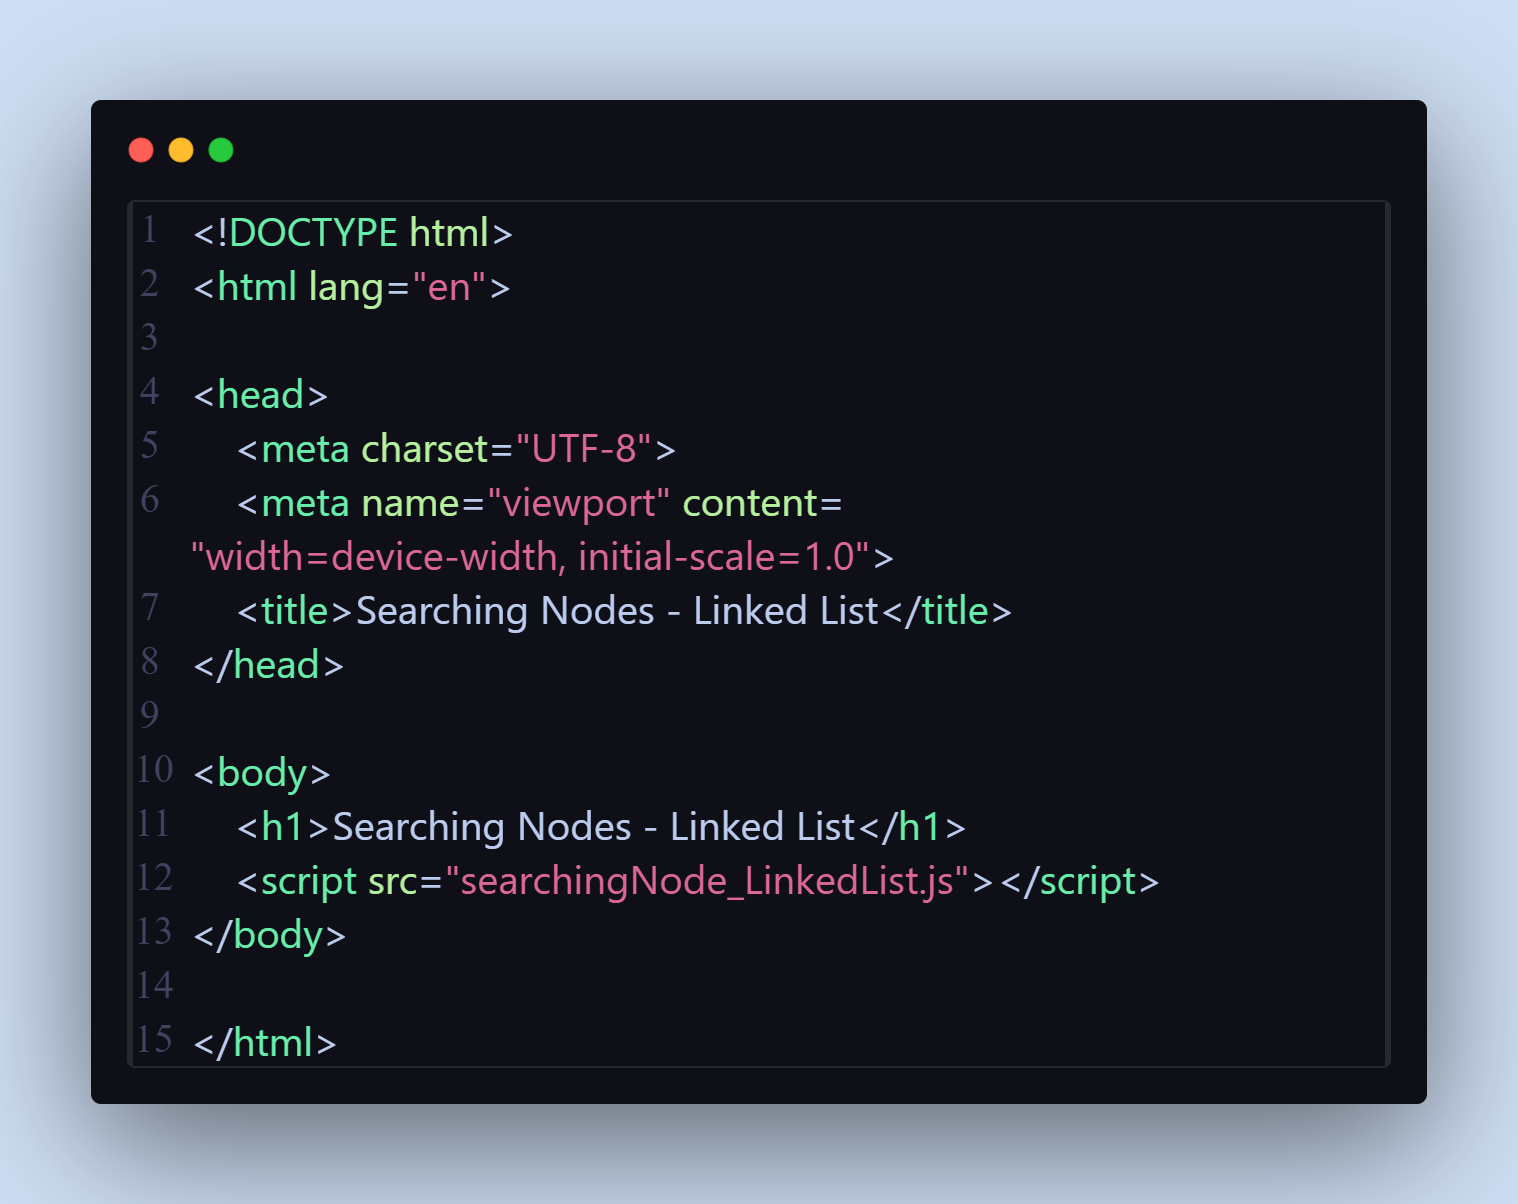 1 <!DOCTYPE html>
2 <html lang="en">
3
4 <head>
5     <meta charset="UTF-8">
6     <meta name="viewport" content=
"width=device-width, initial-scale=1.0">
7     <title>Searching Nodes - Linked List</title>
8 </head>
9
10 <body>
11     <h1>Searching Nodes - Linked List</h1>
12     <script src="searchingNode_LinkedList.js"></script>
13 </body>
14
15 </html>